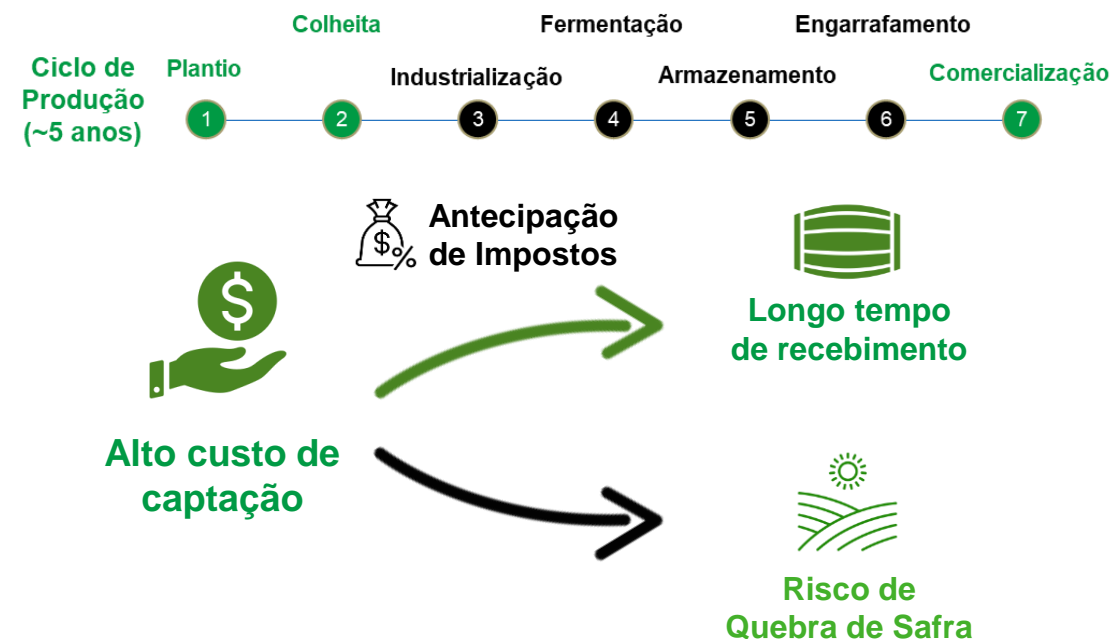 Colheita
Fermentação
Engarrafamento
Ciclo de
Produção
(~5 anos)
Plantio
Industrialização
Armazenamento
Comercialização
1
2
3
4
5
6
7
$%
Antecipação
de Impostos
$
Longo tempo
de recebimento
Alto custo de
captação
Risco de
Quebra de Safra